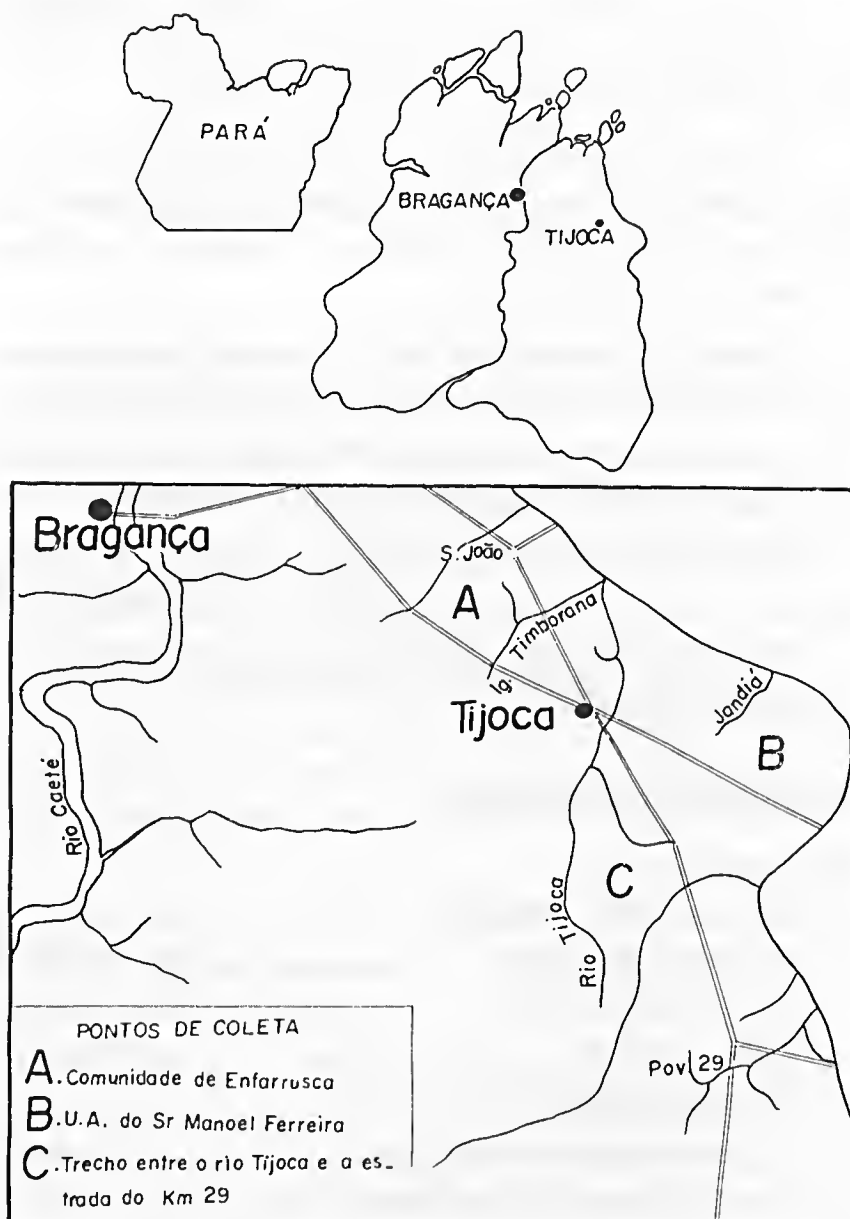 PARÁ
BRAGANÇA
TIJOCA
Bragança
S. João
A
Ig. Timborana
Tijoca
Jandiá
B
Rio Caeté
C
Rio Tijoca
Pov 29
PONTOS DE COLETA
A. Comunidade de Enfarrusca
B. U.A. do Sr Manoel Ferreira
C. Trecho entre o rio Tijoca e a es-
trada do Km 29